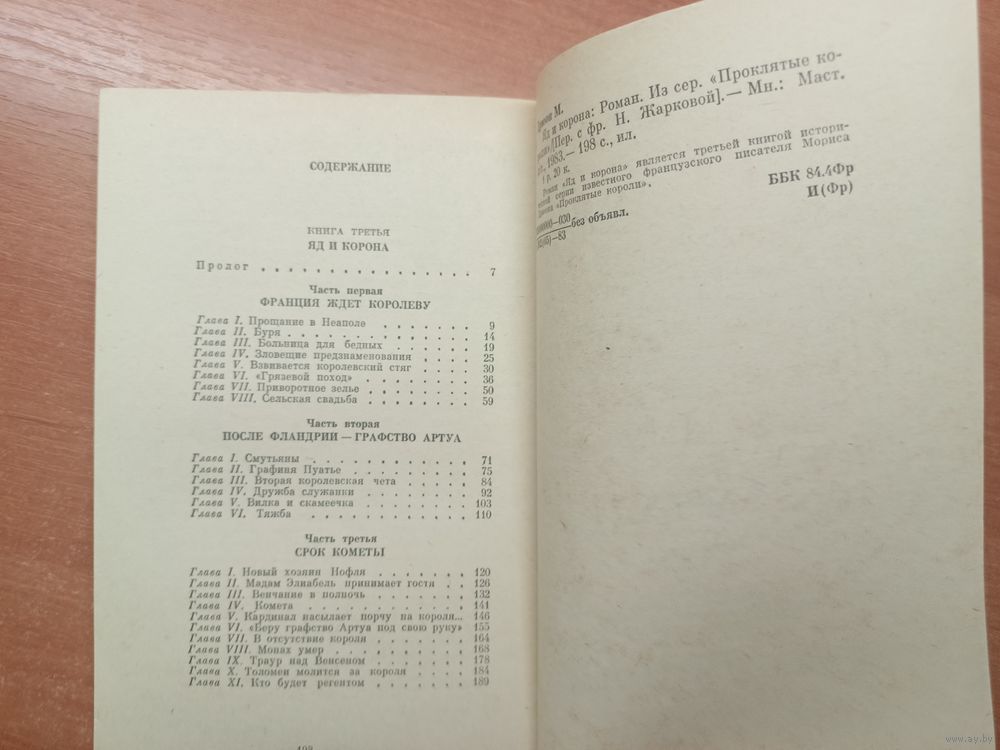 СОДЕРЖАНИЕ
КНИГА ТРЕТЬЯ
ЯД И КОРОНА
Пролог . . . . . . . . . . . . . . . . 7
Часть первая
ФРАНЦИЯ ЖДЕТ КОРОЛЕВУ
Глава I. Прощание в Неаполе . . . . . . . 9
Глава II. Буря . . . . . . . . . . . . 14
Глава III. Больница для бедных . . . . . . 19
Глава IV. Зловещие предзнаменования . . . . 25
Глава V. Взвивается королевский стяг . . . . 30
Глава VI. «Грязевой поход» . . . . . . . . 36
Глава VII. Приворотное зелье . . . . . . . 50
Глава VIII. Сельская свадьба . . . . . . . 59
Часть вторая
ПОСЛЕ ФЛАНДРИИ — ГРАФСТВО АРТУА
Глава I. Смутьяны . . . . . . . . . . . 71
Глава II. Графиня Пуатье . . . . . . . . 75
Глава III. Вторая королевская чета . . . . . 84
Глава IV. Дружба служанки . . . . . . . 92
Глава V. Вилка и скамеечка . . . . . . . 103
Глава VI. Тяжба . . . . . . . . . . . 110
Часть третья
СРОК КОМЕТЫ
Глава I. Новый хозяин Нофля . . . . . . 120
Глава II. Мадам Элиабель принимает гостя . . 126
Глава III. Венчание в полночь . . . . . . 132
Глава IV. Комета . . . . . . . . . . . 141
Глава V. Кардинал насылает порчу на короля... 146
Глава VI. «Беру графство Артуа под свою руку» 155
Глава VII. В отсутствие короля . . . . . . 164
Глава VIII. Монах умер . . . . . . . . . 168
Глава IX. Траур над Венсеном . . . . . . 178
Глава X. Толомеи молится за короля . . . . 184
Глава XI. Кто будет регентом . . . . . . . 189
М.
Яд и корона: Роман. Из сер. «Проклятые ко-
[Пер. с фр. Н. Жарковой].— Мн.: Маст.
1983.— 198 с., ил.
1 р. 20 к.
Роман «Яд и корона» является третьей книгой истори-
серии известного французского писателя Мориса
«Проклятые короли».
—030
—83
без объявл.
ББК 84.4Фр
И(Фр)
www.ay.by